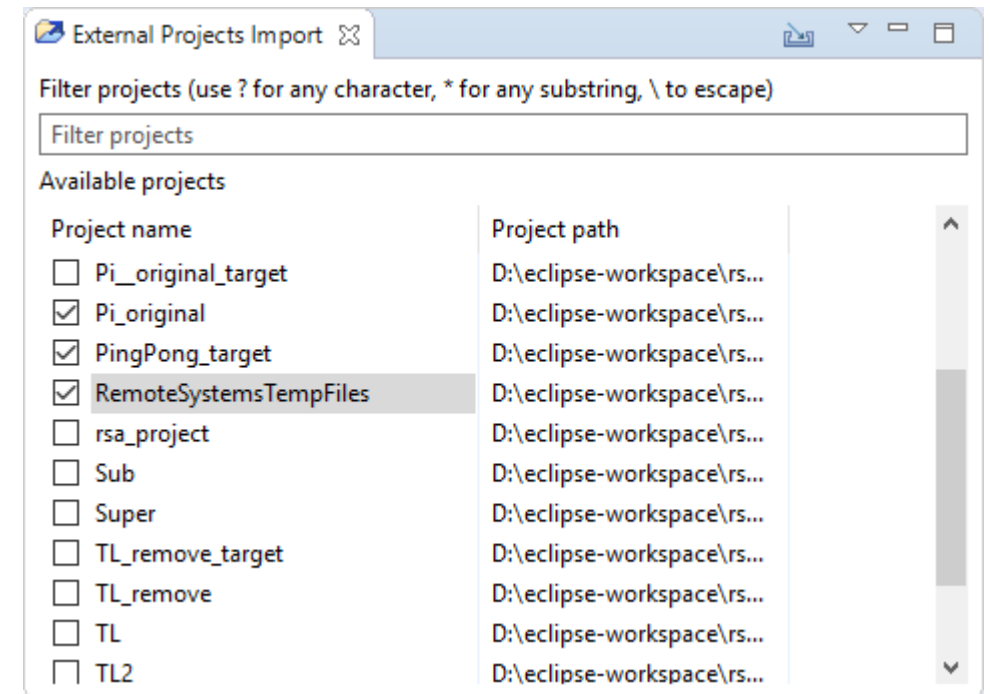 External Projects Import
Filter projects (use ? for any character, * for any substring, \ to escape)
Filter projects
Available projects
Project name Project path
Pi__original_target D:\eclipse-workspace\rs...
Pi_original D:\eclipse-workspace\rs...
PingPong_target D:\eclipse-workspace\rs...
RemoteSystemsTempFiles D:\eclipse-workspace\rs...
rsa_project D:\eclipse-workspace\rs...
Sub D:\eclipse-workspace\rs...
Super D:\eclipse-workspace\rs...
TL_remove_target D:\eclipse-workspace\rs...
TL_remove D:\eclipse-workspace\rs...
TL D:\eclipse-workspace\rs...
TL2 D:\eclipse-workspace\rs...